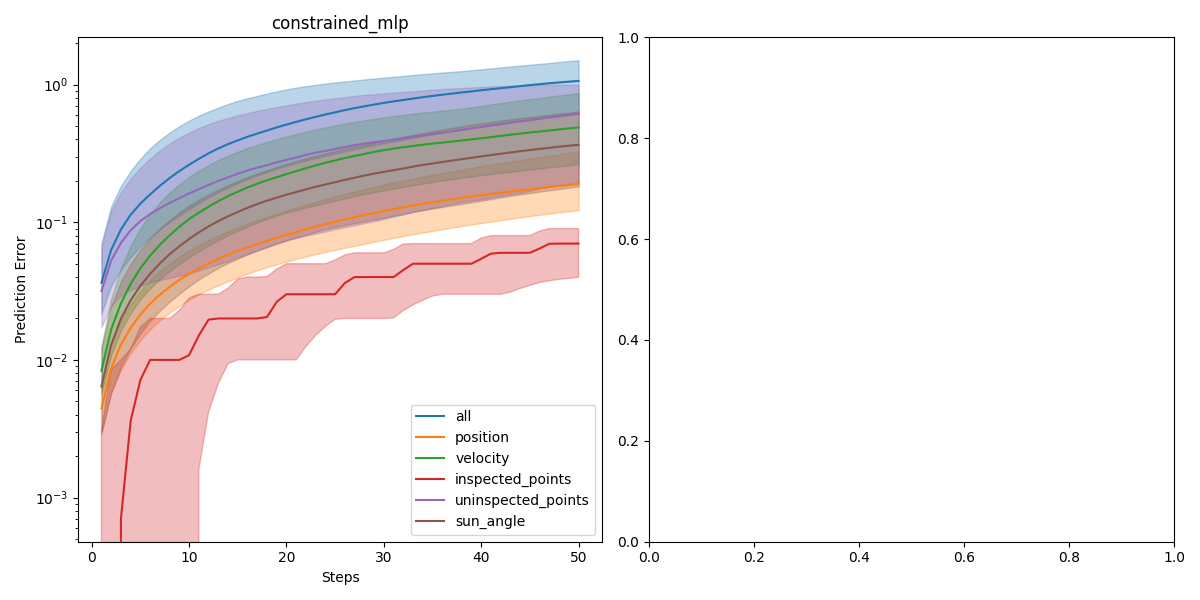 constrained_mlp
Prediction Error
10^0
10^-1
10^-2
10^-3
0 10 20 30 40 50
Steps
all
position
velocity
inspected_points
uninspected_points
sun_angle
1.0
0.8
0.6
0.4
0.2
0.0
0.0 0.2 0.4 0.6 0.8 1.0